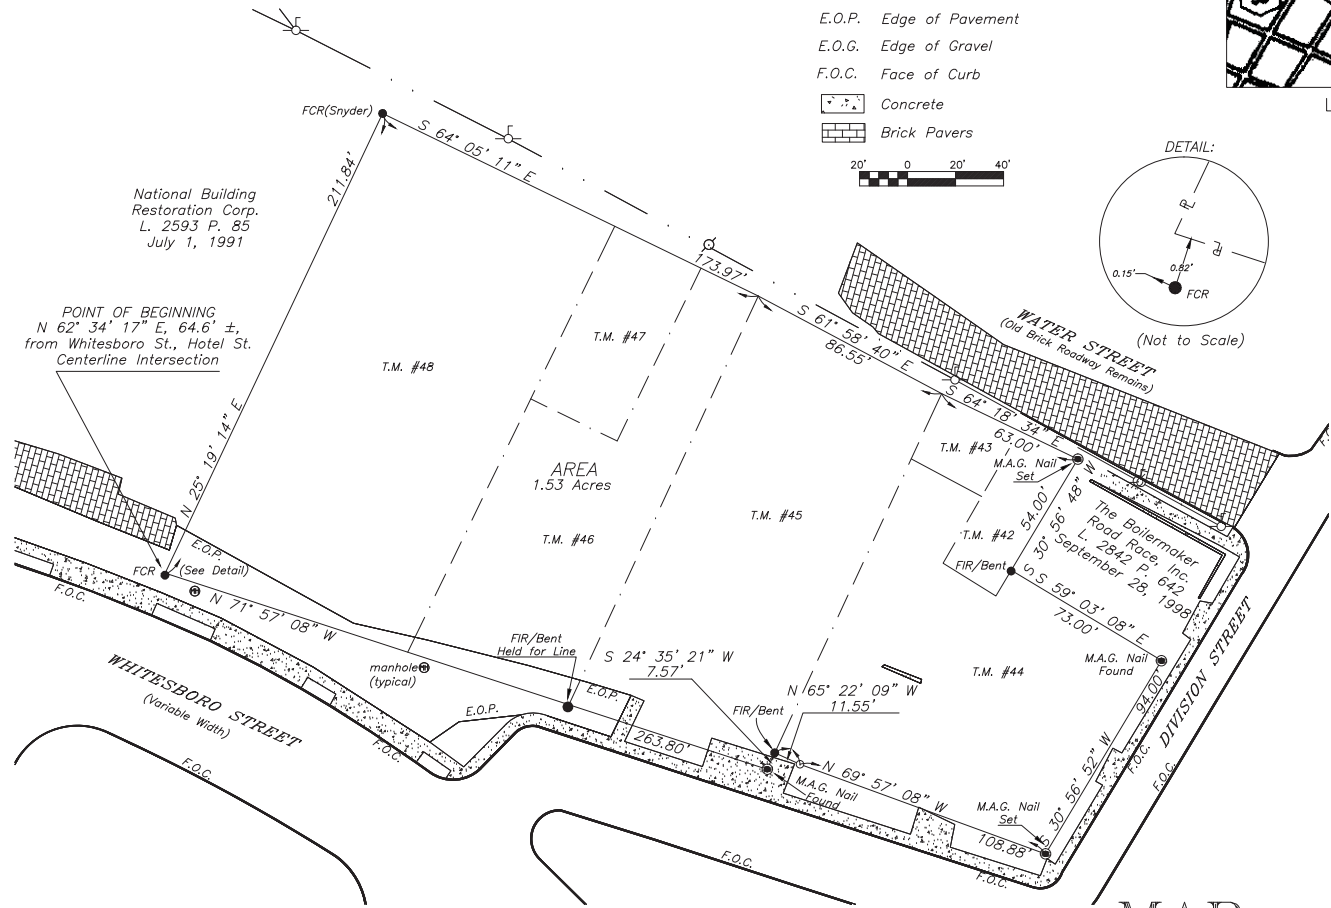 E.O.P. Edge of Pavement
E.O.G. Edge of Gravel
F.O.C. Face of Curb
Concrete
Brick Pavers
20' 0 20' 40'
DETAIL:
0.15'
0.82'
FCR
(Not to Scale)
FCR(Snyder)
S 64° 05' 11" E
173.97'
211.84'
N 25° 19' 14" E
National Building
Restoration Corp.
L. 2593 P. 85
July 1, 1991
POINT OF BEGINNING
N 62° 34' 17" E, 64.6' ±,
from Whitesboro St., Hotel St.
Centerline Intersection
T.M. #47
T.M. #48
S 61° 58' 40" E
86.55'
WATER STREET
(Old Brick Roadway Remains)
S 64° 18' 34" E
63.00'
T.M. #43
M.A.G. Nail
Set
AREA
1.53 Acres
T.M. #45
T.M. #46
T.M. #42
54.00'
S 30° 56' 48" W
The Boilermaker
Road Race, Inc.
L. 2842 P. 642
September 28, 1998
FIR/Bent
S 59° 03' 08" E
73.00'
E.O.P.
FCR
(See Detail)
F.O.C.
N 71° 57' 08" W
manhole
(typical)
FIR/Bent
Held for Line
S 24° 35' 21" W
7.57'
T.M. #44
M.A.G. Nail
Found
N 65° 22' 09" W
11.55'
94.00'
S 30° 56' 52" W
DIVISION STREET
WHITESBORO STREET
(Variable Width)
E.O.P.
E.O.P.
FIR/Bent
263.80'
F.O.C.
F.O.C.
F.O.C.
F.O.C.
N 69° 57' 08" W
108.88'
M.A.G. Nail
Found
M.A.G. Nail
Set
F.O.C.
F.O.C.